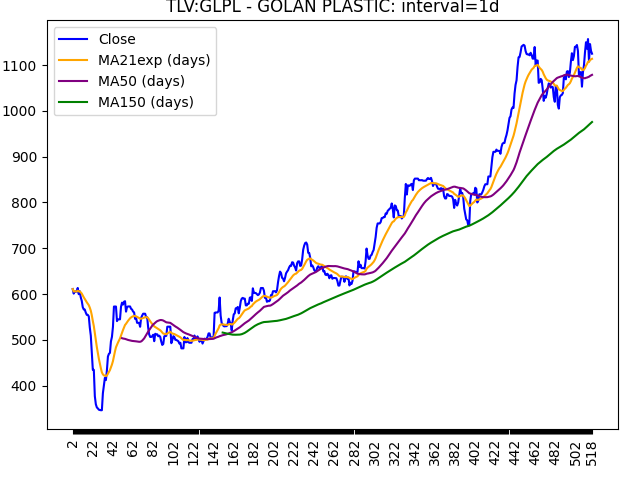 TLV:GLPL - GOLAN PLASTIC: interval=1d
Close
MA21exp (days)
MA50 (days)
MA150 (days)
1100
1000
900
800
700
600
500
400
2 22 42 62 82 102 122 142 162 182 202 222 242 262 282 302 322 342 362 382 402 422 442 462 482 502 518